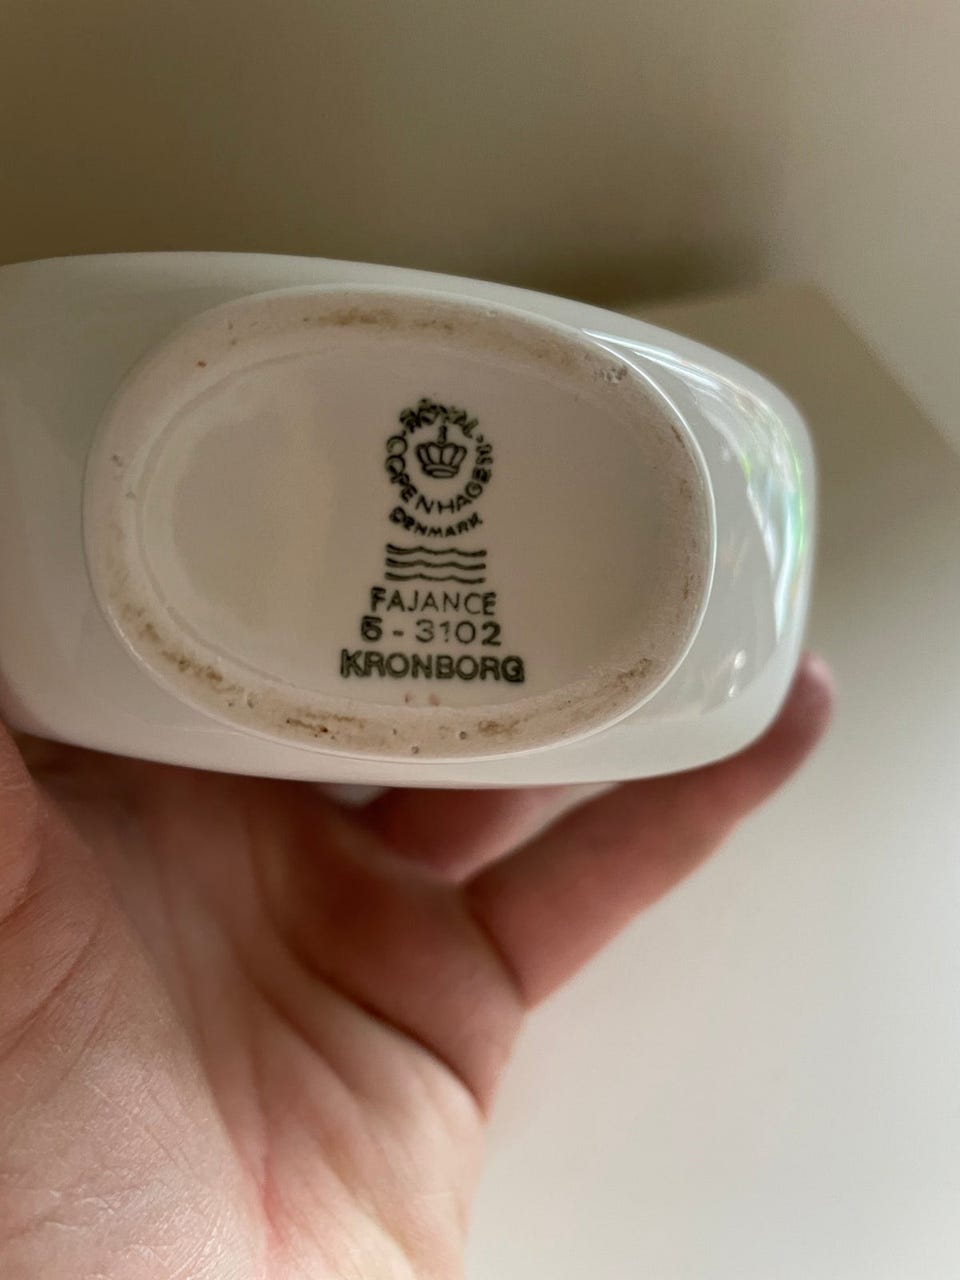 ROYAL
COPENHAGEN
DENMARK
FAJANCE
5 - 3102
KRONBORG